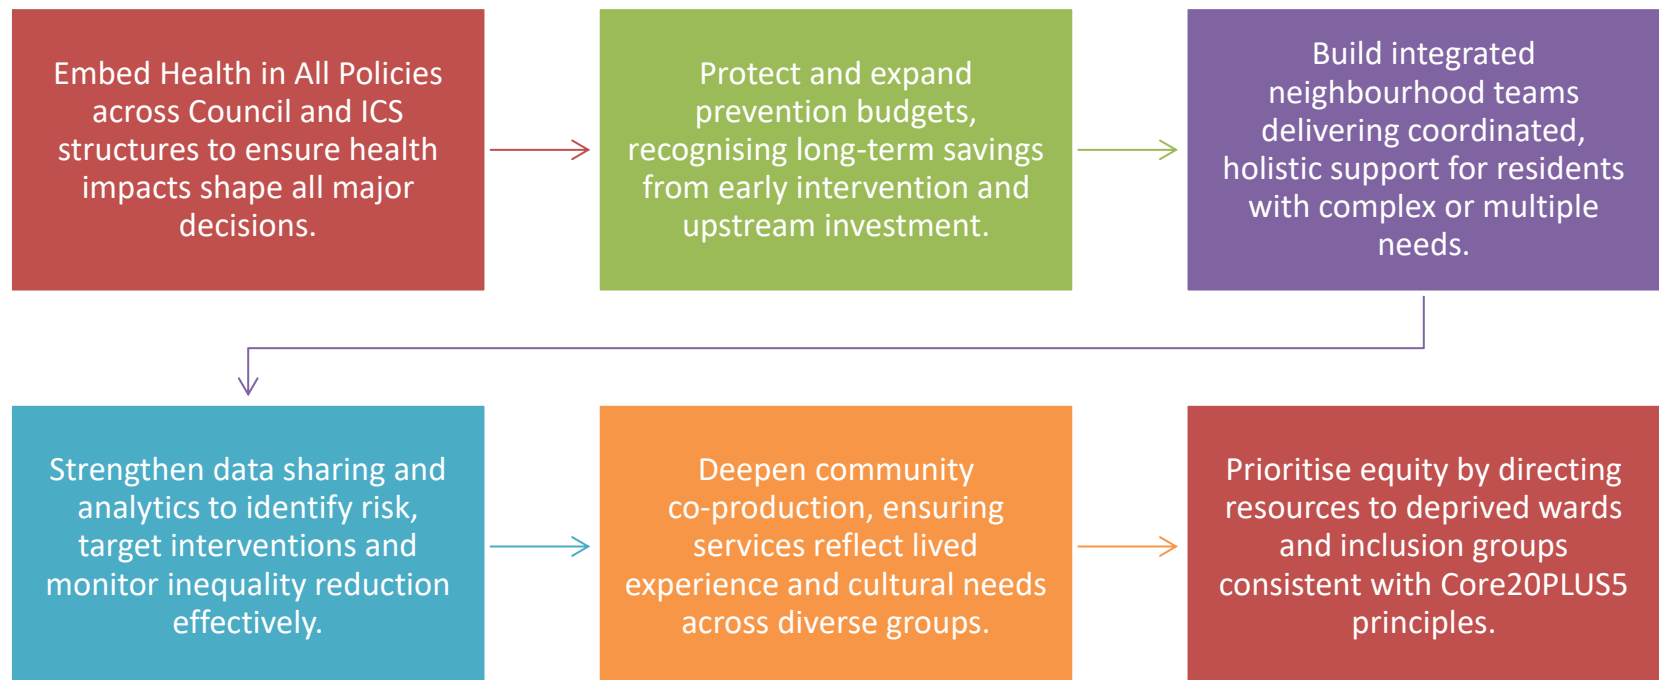 Embed Health in All Policies
across Council and ICS
structures to ensure health
impacts shape all major
decisions.
Protect and expand
prevention budgets,
recognising long-term savings
from early intervention and
upstream investment.
Build integrated
neighbourhood teams
delivering coordinated,
holistic support for residents
with complex or multiple
needs.
Strengthen data sharing and
analytics to identify risk,
target interventions and
monitor inequality reduction
effectively.
Deepen community
co-production, ensuring
services reflect lived
experience and cultural needs
across diverse groups.
Prioritise equity by directing
resources to deprived wards
and inclusion groups
consistent with Core20PLUS5
principles.